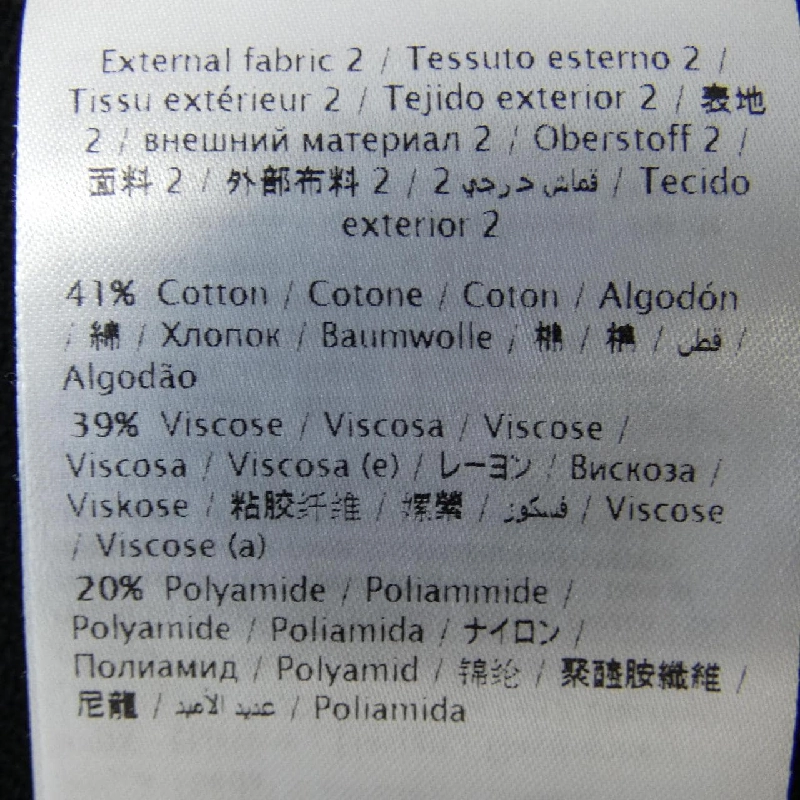 External fabric 2 / Tessuto esterno 2 /
Tissu extérieur 2 / Tejido exterior 2 / 表地
2 / внешний материал 2 / Oberstoff 2 /
面料 2 / 外部布料 2 / 2 قماش خارجي / Tecido
exterior 2
41% Cotton / Cotone / Coton / Algodón
/ 綿 / Хлопок / Baumwolle / 棉 / 棉 / قطن /
Algodão
39% Viscose / Viscosa / Viscose /
Viscosa / Viscosa (e) / レーヨン / Вискоза /
Viskose / 粘胶纤维 / 嫘縈 / فسكوز / Viscose
/ Viscose (a)
20% Polyamide / Poliammide /
Polyamide / Poliamida / ナイロン /
Полиамид / Polyamid / 锦纶 / 聚醯胺纖維 /
尼龍 / عديد الأميد / Poliamida